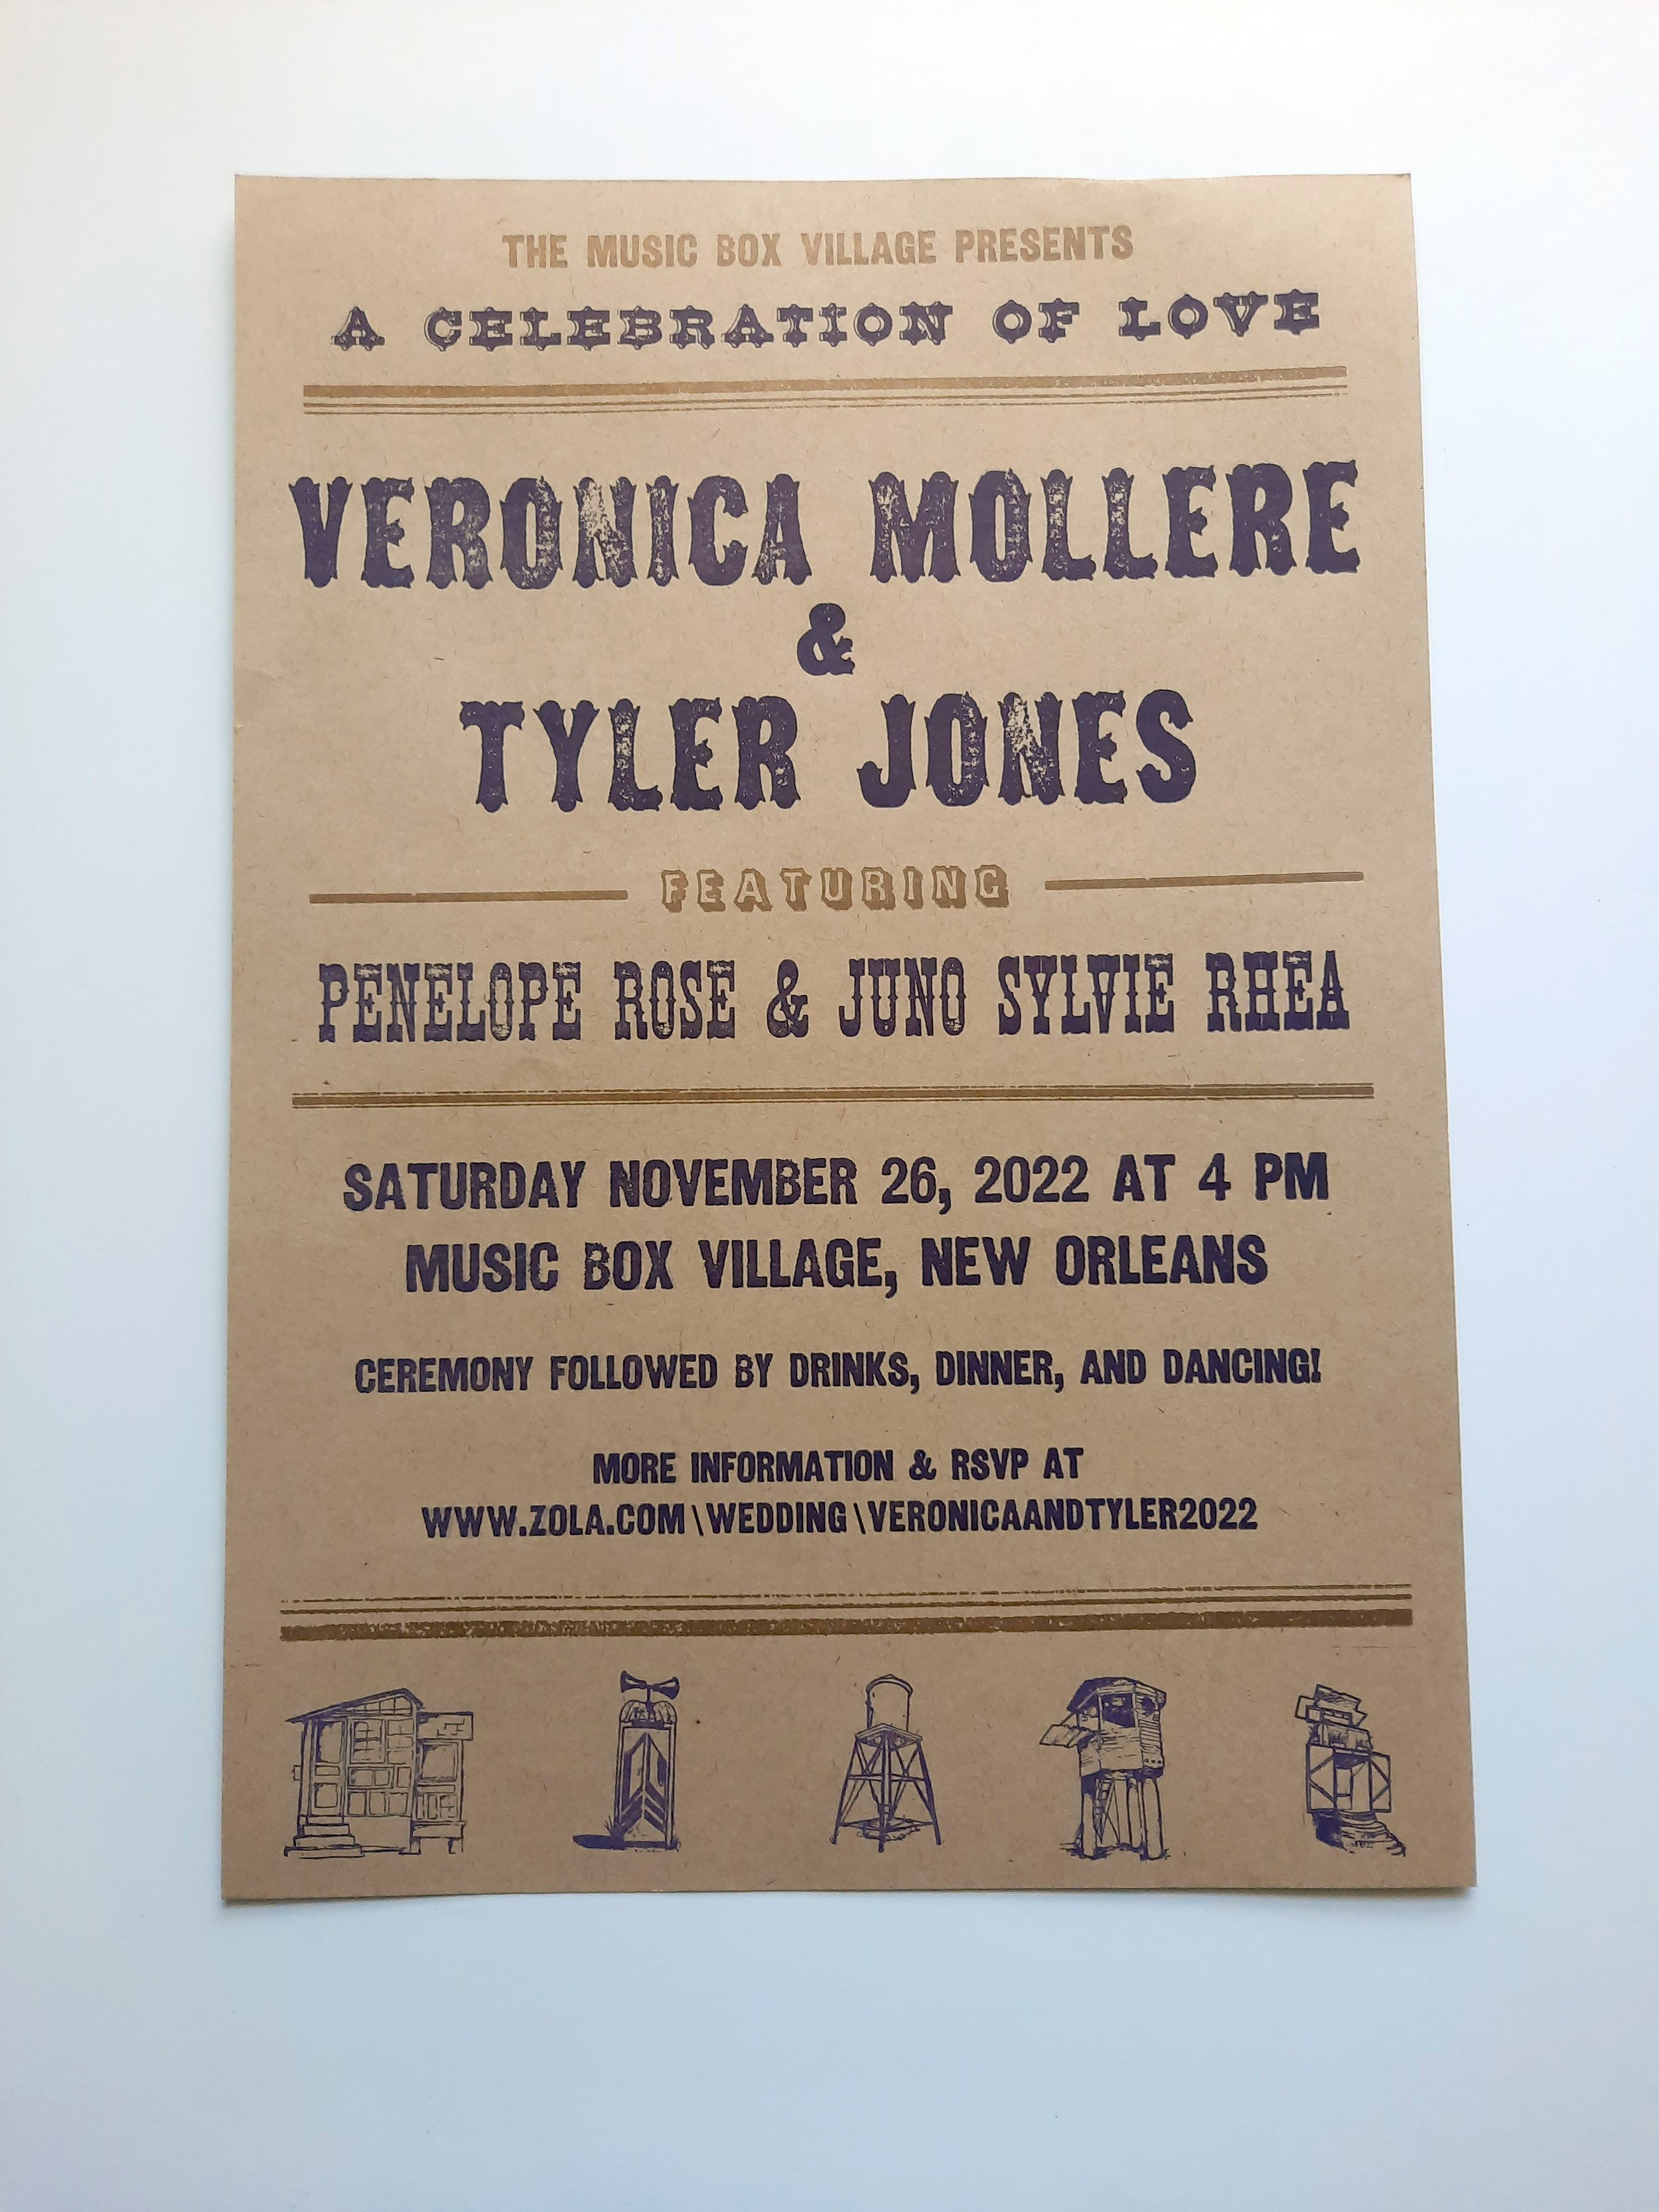 THE MUSIC BOX VILLAGE PRESENTS
A CELEBRATION OF LOVE
VERONICA MOLLERE
&
TYLER JONES
FEATURING
PENELOPE ROSE & JUNO SYLVIE RHEA
SATURDAY NOVEMBER 26, 2022 AT 4 PM
MUSIC BOX VILLAGE, NEW ORLEANS
CEREMONY FOLLOWED BY DRINKS, DINNER, AND DANCING!
MORE INFORMATION & RSVP AT
WWW.ZOLA.COM\WEDDING\VERONICAANDTYLER2022